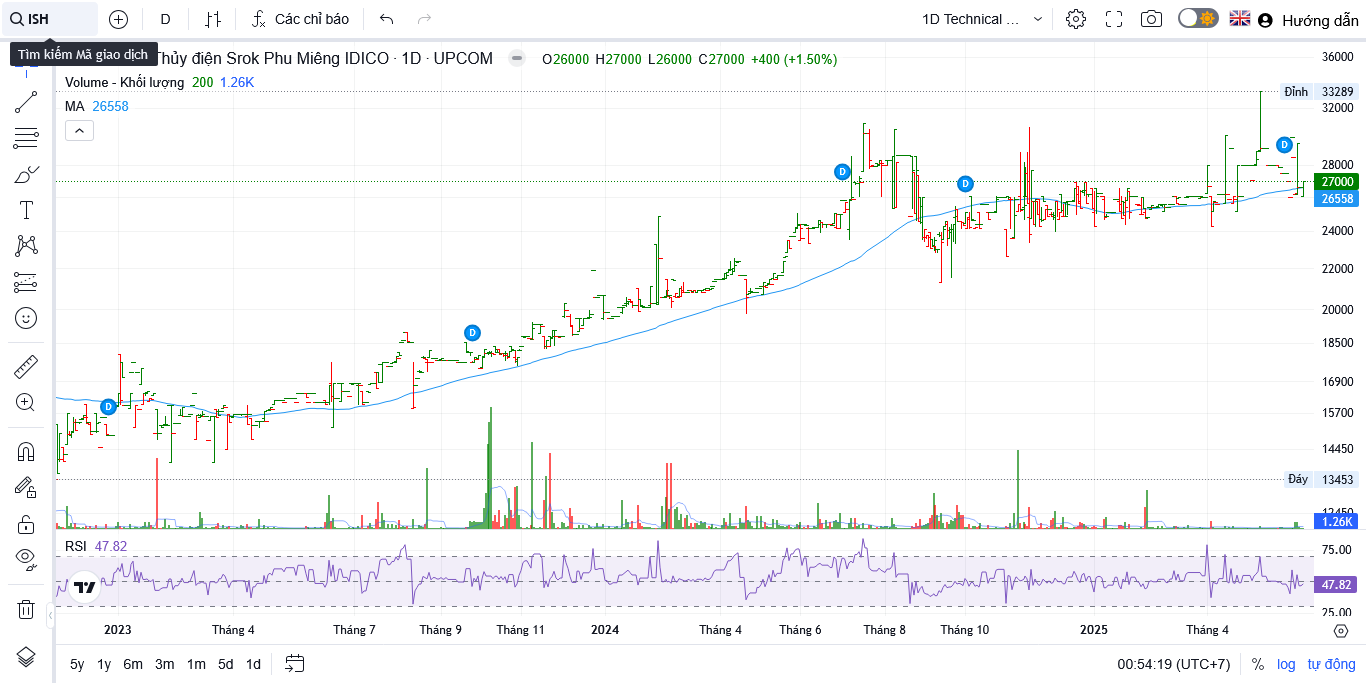 ISH
D
Các chỉ báo
1D Technical ...
Hướng dẫn
Tìm kiếm Mã giao dịch
Thủy điện Srok Phu Miêng IDICO · 1D · UPCOM
O26000 H27000 L26000 C27000 +400 (+1.50%)
Volume - Khối lượng 200 1.26K
MA 26558
36000
Đỉnh 33289
32000
28000
27000
26558
24000
22000
20000
18500
16900
15700
14450
Đáy 13453
12450
1.26K
D
D
D
D
D
RSI 47.82
75.00
47.82
25.00
2023
Tháng 4
Tháng 7
Tháng 9
Tháng 11
2024
Tháng 4
Tháng 6
Tháng 8
Tháng 10
2025
Tháng 4
5y 1y 6m 3m 1m 5d 1d
00:54:19 (UTC+7)
% log tự động